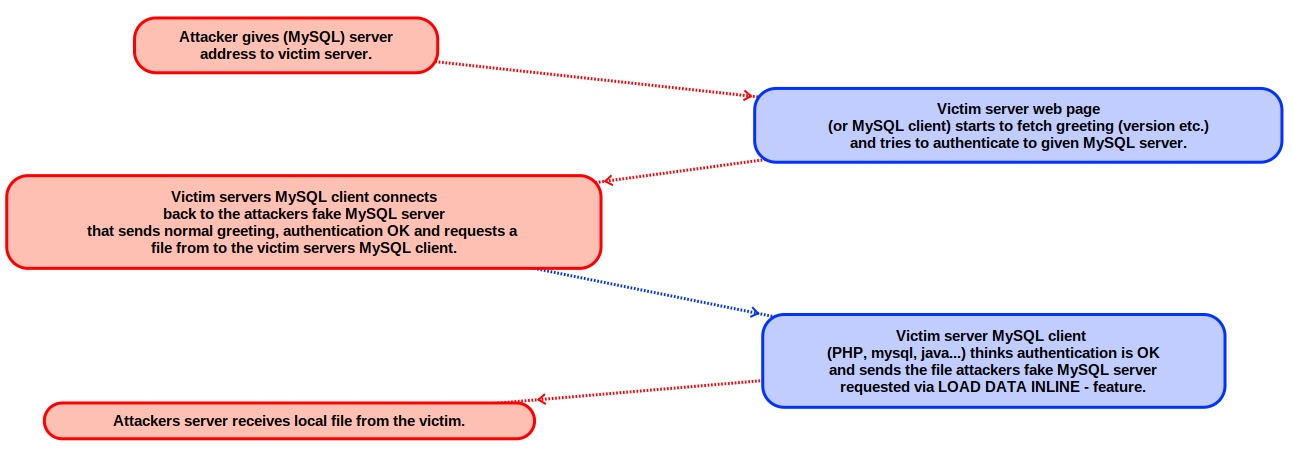 Attacker gives (MySQL) server
address to victim server.
Victim server web page
(or MySQL client) starts to fetch greeting (version etc.)
and tries to authenticate to given MySQL server.
Victim servers MySQL client connects
back to the attackers fake MySQL server
that sends normal greeting, authentication OK and requests a
file from to the victim servers MySQL client.
Victim server MySQL client
(PHP, mysql, java...) thinks authentication is OK
and sends the file attackers fake MySQL server
requested via LOAD DATA INLINE - feature.
Attackers server receives local file from the victim.